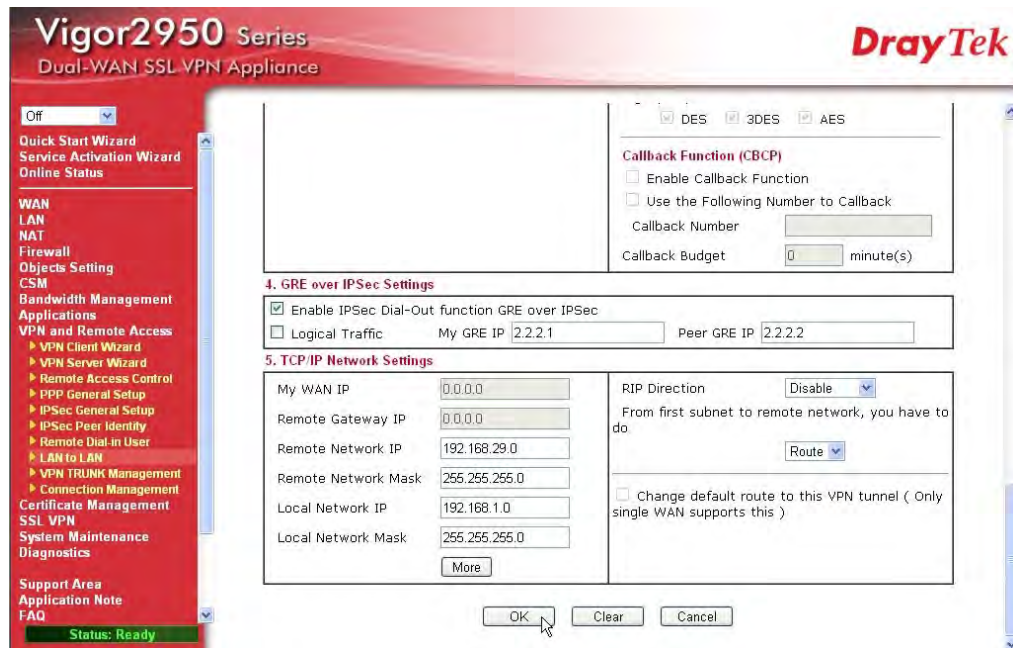 Vigor2950 Series
Dual-WAN SSL VPN Appliance
DrayTek
Off
Quick Start Wizard
Service Activation Wizard
Online Status
WAN
LAN
NAT
Firewall
Objects Setting
CSM
Bandwidth Management
Applications
VPN and Remote Access
VPN Client Wizard
VPN Server Wizard
Remote Access Control
PPP General Setup
IPSec General Setup
IPSec Peer Identity
Remote Dial-in User
LAN to LAN
VPN TRUNK Management
Connection Management
Certificate Management
SSL VPN
System Maintenance
Diagnostics
Support Area
Application Note
FAQ
Status: Ready
DES 3DES AES
Callback Function (CBCP)
Enable Callback Function
Use the Following Number to Callback
Callback Number
Callback Budget 0 minute(s)
4. GRE over IPSec Settings
Enable IPSec Dial-Out function GRE over IPSec
Logical Traffic My GRE IP 2.2.2.1 Peer GRE IP 2.2.2.2
5. TCP/IP Network Settings
My WAN IP 0.0.0.0
Remote Gateway IP 0.0.0.0
Remote Network IP 192.168.29.0
Remote Network Mask 255.255.255.0
Local Network IP 192.168.1.0
Local Network Mask 255.255.255.0
More
RIP Direction Disable
From first subnet to remote network, you have to
do
Route
Change default route to this VPN tunnel ( Only
single WAN supports this )
OK Clear Cancel